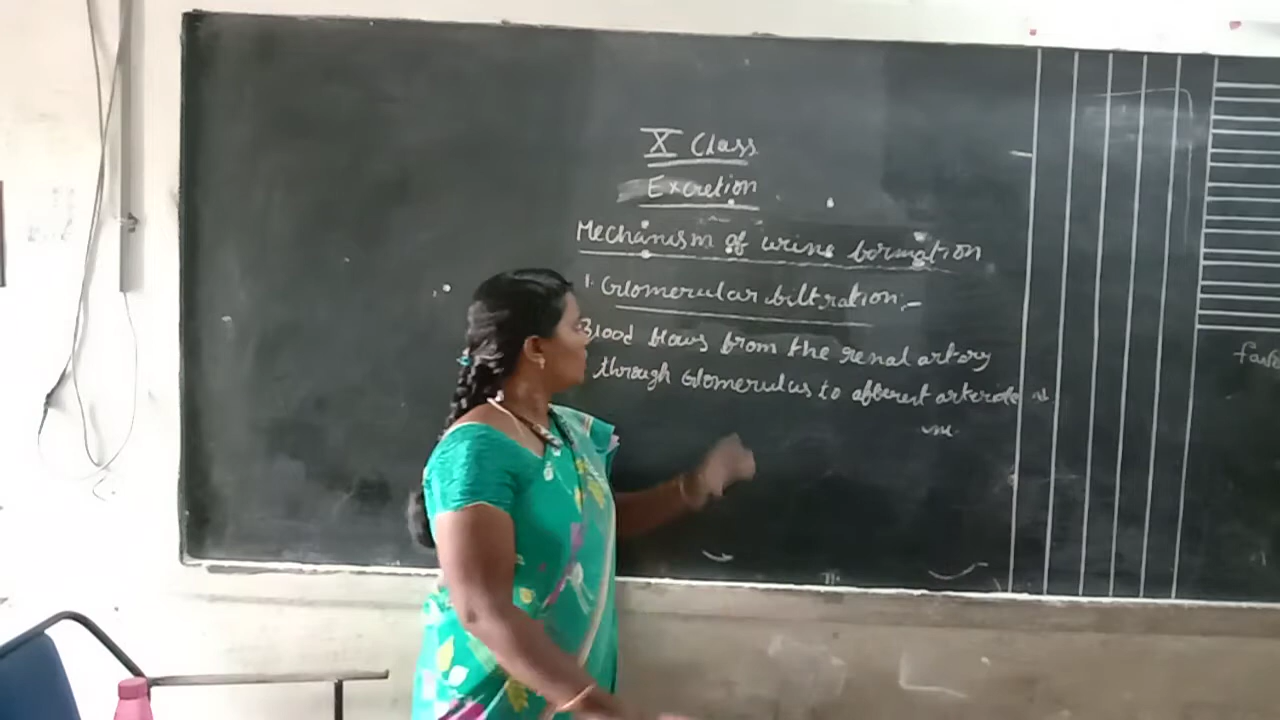 X Class
Excretion
Mechanism of urine formation
1. Glomerular filtration:-
Blood flows from the renal artery
through Glomerulus to afferent arteriole